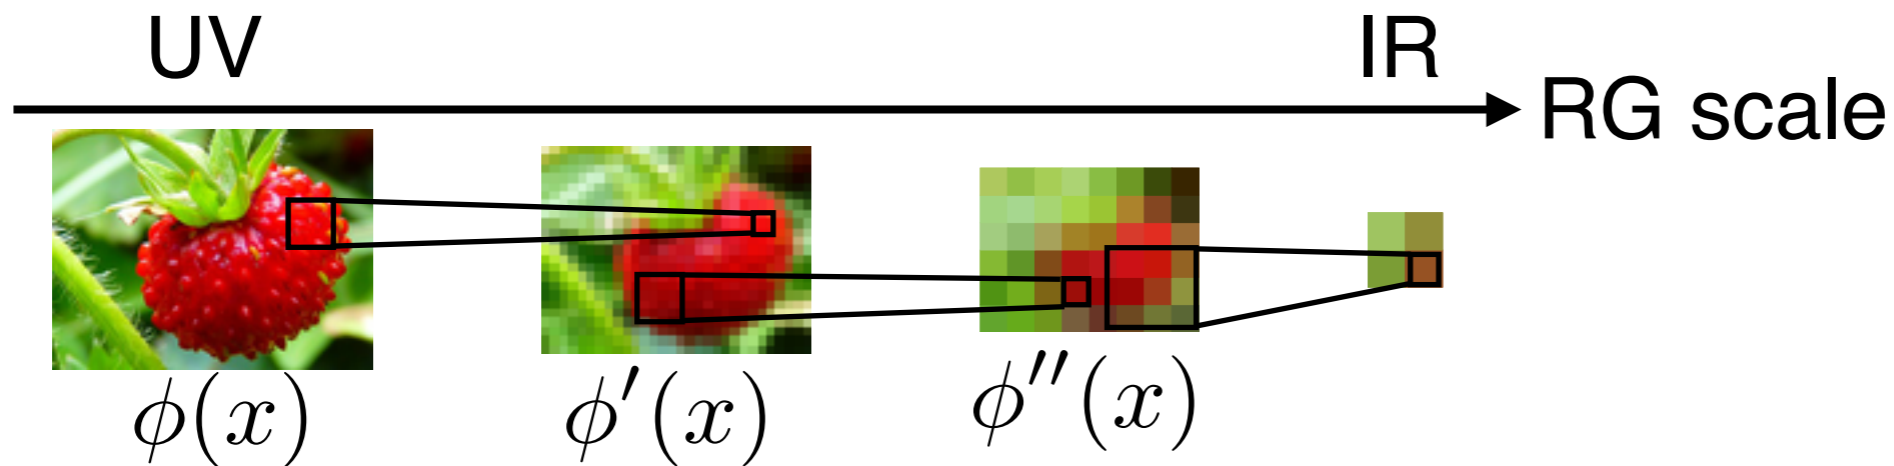 UV IR
RG scale
ϕ(x) ϕ′(x) ϕ′′(x)